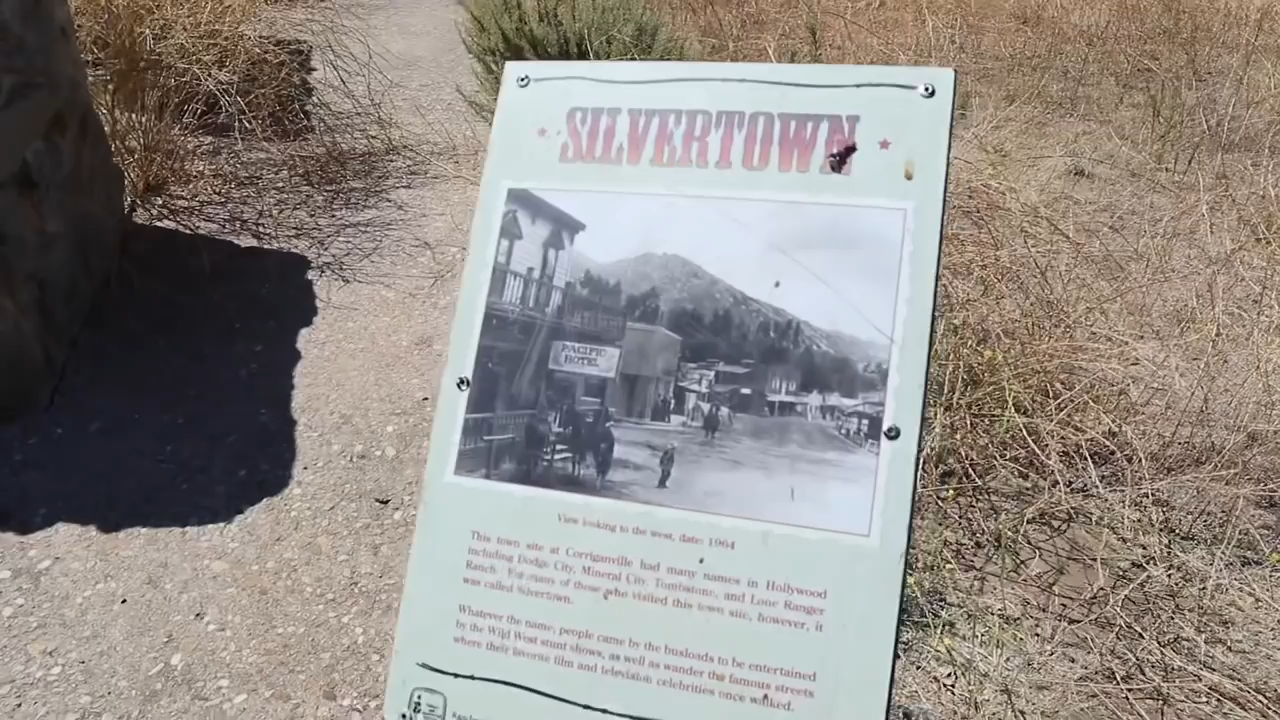 SILVERTOWN
PACIFIC
HOTEL
View looking to the west, date: 1964
This town site at Corriganville had many names in Hollywood
including Dodge City, Mineral City, Tombstone, and Lone Ranger
Ranch. For many of those who visited this town site, however, it
was called Silvertown.
Whatever the name, people came by the busloads to be entertained
by the Wild West stunt shows, as well as wander the famous streets
where their favorite film and television celebrities once walked.